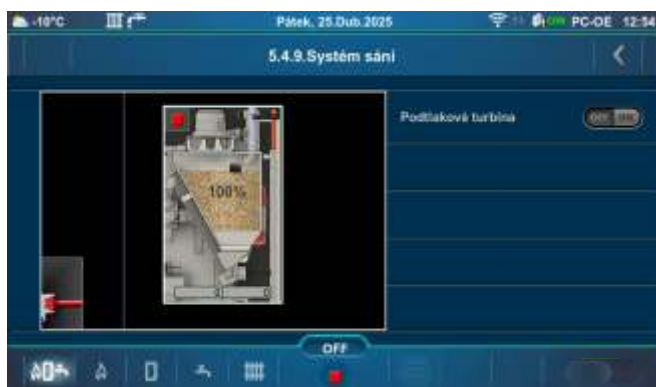 -10°C Pátek, 25.Dub.2025 PC-OE 12:54
5.4.9.Systém sání
Podtlaková turbína OFF
100%
OFF